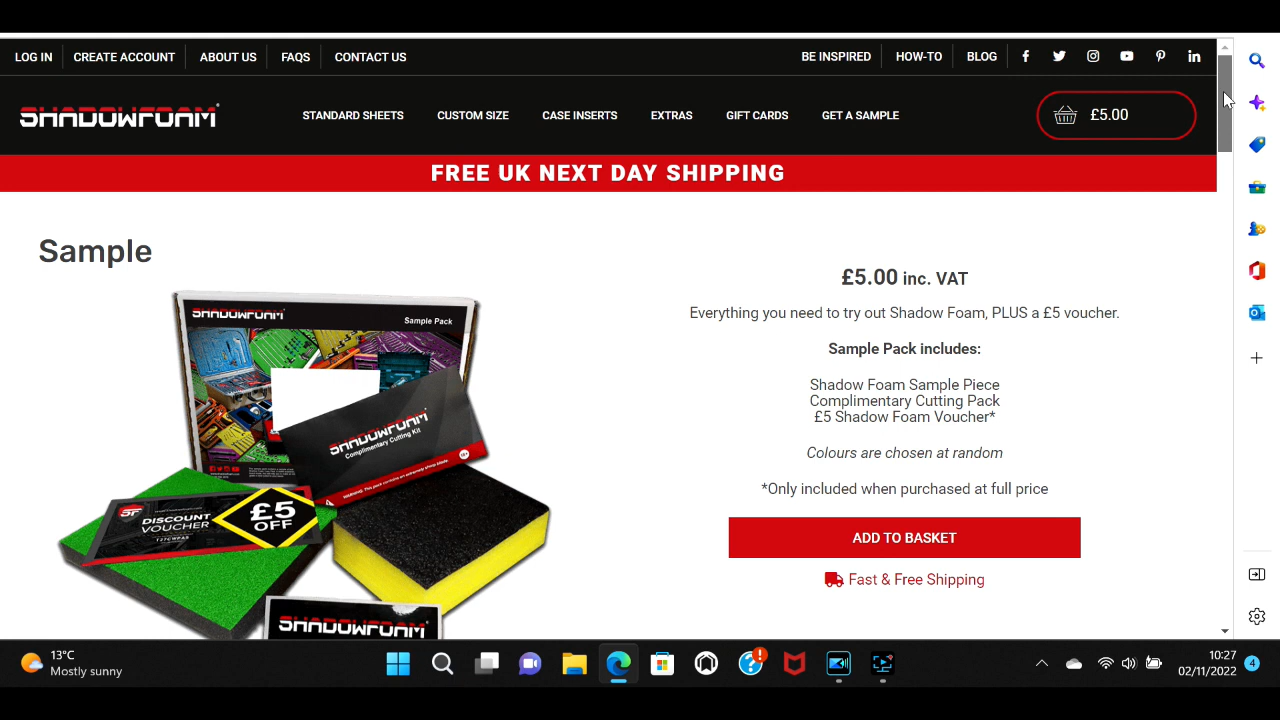 LOG IN
CREATE ACCOUNT
ABOUT US
FAQS
CONTACT US
BE INSPIRED
HOW-TO
BLOG
SHADOWFOAM
STANDARD SHEETS
CUSTOM SIZE
CASE INSERTS
EXTRAS
GIFT CARDS
GET A SAMPLE
£5.00
FREE UK NEXT DAY SHIPPING
Sample
SHADOWFOAM
Sample Pack
SHADOWFOAM
Complimentary Cutting Kit
DISCOUNT
VOUCHER
£5
OFF
SHADOWFOAM
£5.00 inc. VAT
Everything you need to try out Shadow Foam, PLUS a £5 voucher.
Sample Pack includes:
Shadow Foam Sample Piece
Complimentary Cutting Pack
£5 Shadow Foam Voucher*
Colours are chosen at random
*Only included when purchased at full price
ADD TO BASKET
Fast & Free Shipping
13°C
Mostly sunny
10:27
02/11/2022
4